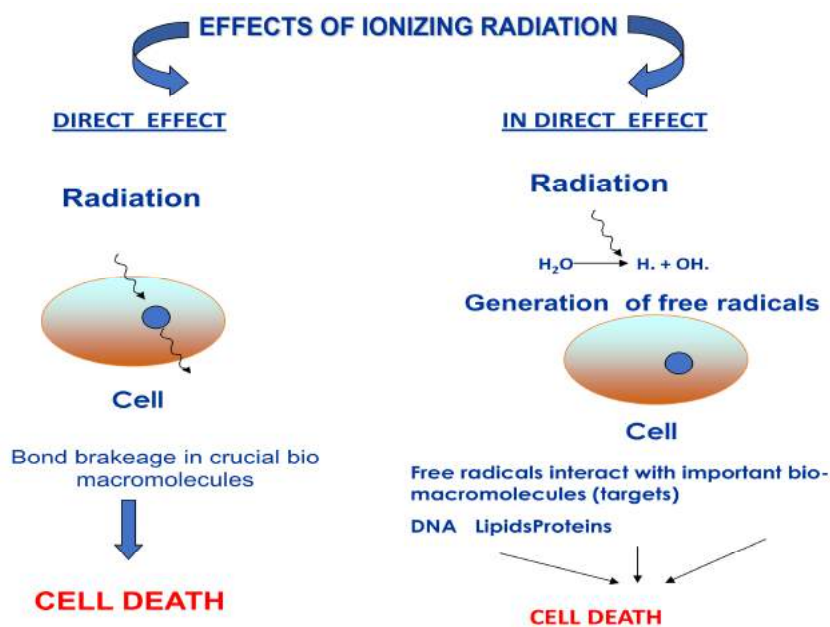 EFFECTS OF IONIZING RADIATION
DIRECT EFFECT
Radiation
Cell
Bond brakeage in crucial bio
macromolecules
CELL DEATH
IN DIRECT EFFECT
Radiation
H₂O H. + OH.
Generation of free radicals
Cell
Free radicals interact with important bio-
macromolecules (targets)
DNA LipidsProteins
CELL DEATH